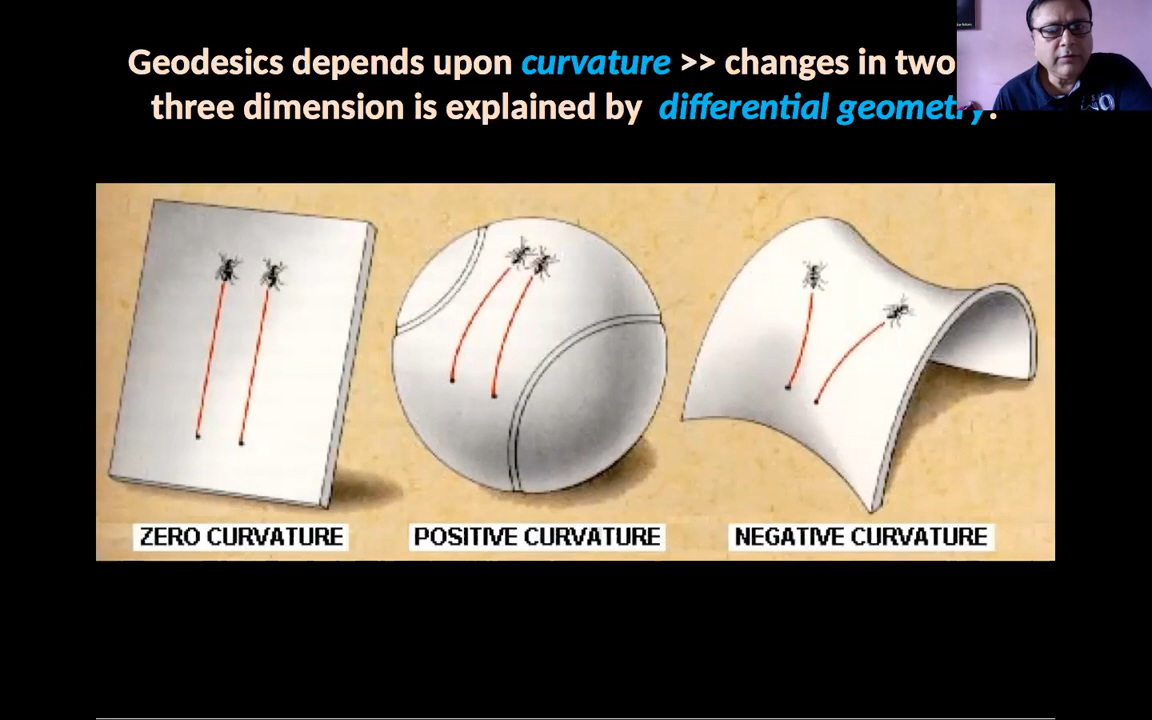 Geodesics depends upon curvature >> changes in two
three dimension is explained by differential geometry.
ZERO CURVATURE
POSITIVE CURVATURE
NEGATIVE CURVATURE